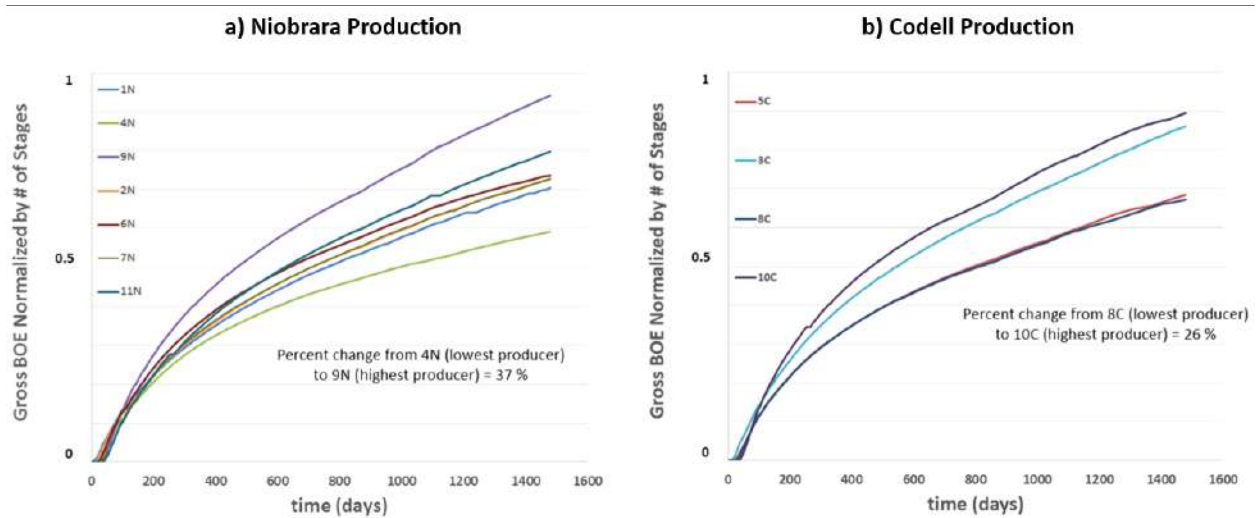 a) Niobrara Production
Gross BOE Normalized by # of Stages
1
0.5
0
1N
4N
9N
2N
6N
7N
11N
Percent change from 4N (lowest producer)
to 9N (highest producer) = 37 %
0 200 400 600 800 1000 1200 1400 1600
time (days)
b) Codell Production
Gross BOE Normalized by # of Stages
1
0.5
0
5C
3C
8C
10C
Percent change from 8C (lowest producer)
to 10C (highest producer) = 26 %
0 200 400 600 800 1000 1200 1400 1600
time (days)